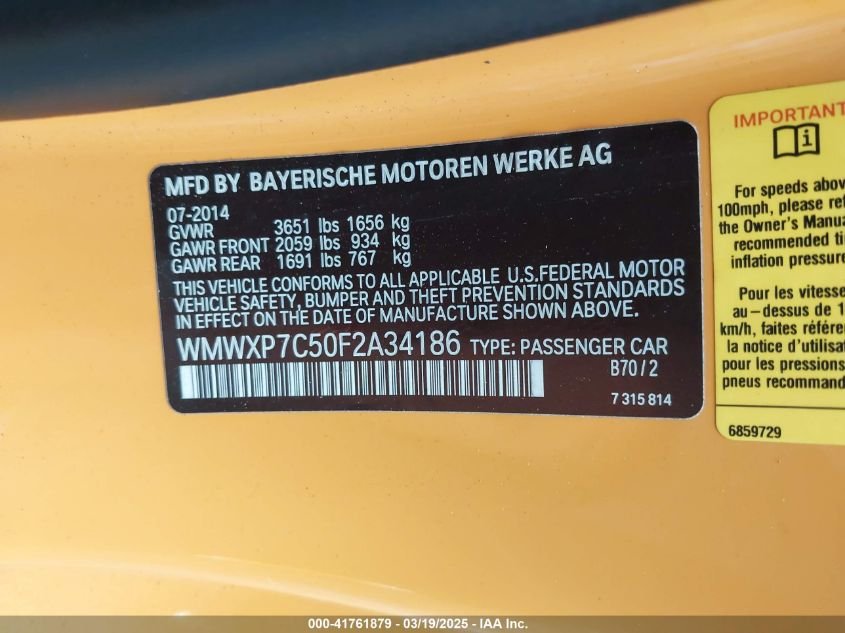 MFD BY BAYERISCHE MOTOREN WERKE AG
07-2014
GVWR 3651 lbs 1656 kg
GAWR FRONT 2059 lbs 934 kg
GAWR REAR 1691 lbs 767 kg
THIS VEHICLE CONFORMS TO ALL APPLICABLE U.S.FEDERAL MOTOR
VEHICLE SAFETY, BUMPER AND THEFT PREVENTION STANDARDS
IN EFFECT ON THE DATE OF MANUFACTURE SHOWN ABOVE.
WMWXP7C50F2A34186 TYPE: PASSENGER CAR
B70/2
7 315 814
IMPORTANT
i
For speeds above
100mph, please ref
the Owner's Manua
recommended ti
inflation pressure
Pour les vitesse
au-dessus de 1
km/h, faites référe
la notice d'utilisat
pour les pressions
pneus recommand
6859729
000-41761879 - 03/19/2025 - IAA Inc.